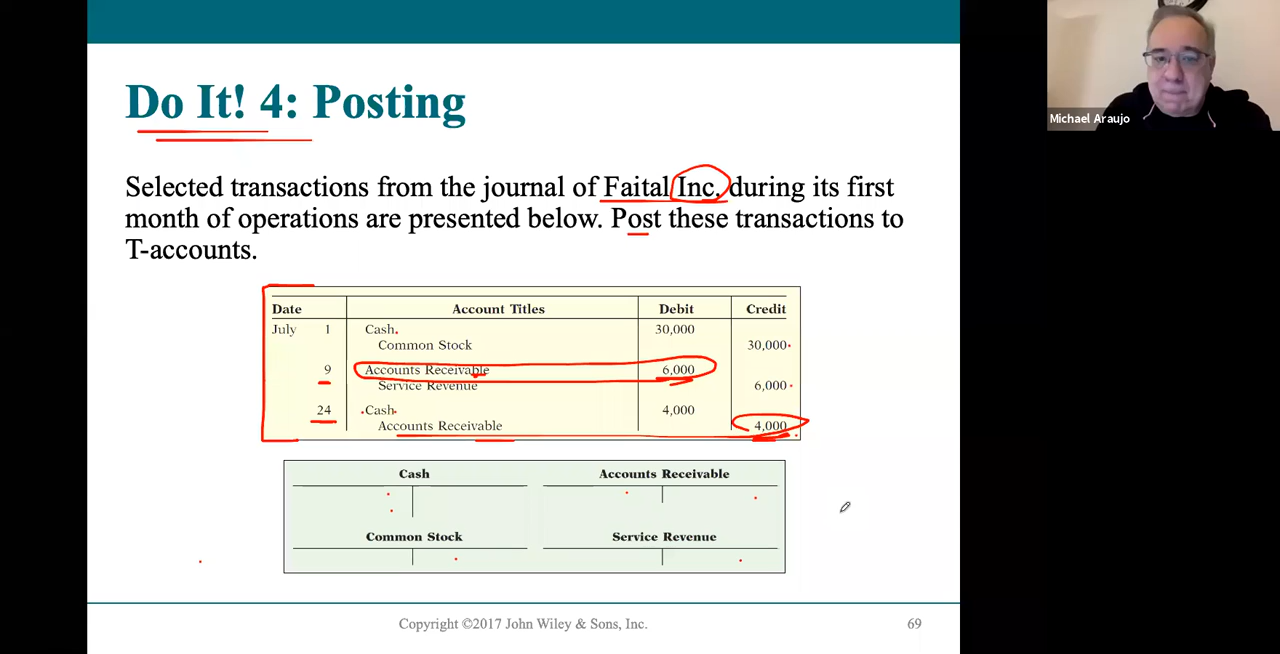 Do It! 4: Posting
Michael Araujo
Selected transactions from the journal of Faital Inc. during its first
month of operations are presented below. Post these transactions to
T-accounts.
Date Account Titles Debit Credit
July 1 Cash 30,000
Common Stock 30,000
9 Accounts Receivable 6,000
Service Revenue 6,000
24 Cash 4,000
Accounts Receivable 4,000
Cash Accounts Receivable
Common Stock Service Revenue
Copyright ©2017 John Wiley & Sons, Inc. 69